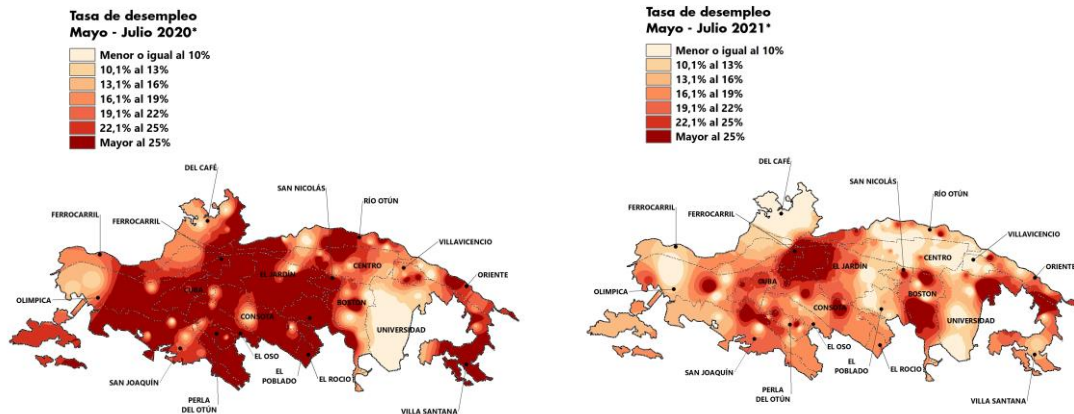 Tasa de desempleo
Mayo - Julio 2020*
Menor o igual al 10%
10,1% al 13%
13,1% al 16%
16,1% al 19%
19,1% al 22%
22,1% al 25%
Mayor al 25%
DEL CAFÉ
SAN NICOLÁS
RÍO OTÚN
FERROCARRIL
FERROCARRIL
VILLAVICENCIO
EL JARDÍN
CENTRO
ORIENTE
CUBA
OLIMPICA
BOSTON
CONSOTA
UNIVERSIDAD
EL OSO
SAN JOAQUÍN
EL
POBLADO
EL ROCIO
PERLA
DEL OTÚN
VILLA SANTANA
Tasa de desempleo
Mayo - Julio 2021*
Menor o igual al 10%
10,1% al 13%
13,1% al 16%
16,1% al 19%
19,1% al 22%
22,1% al 25%
Mayor al 25%
DEL CAFÉ
SAN NICOLÁS
RÍO OTÚN
FERROCARRIL
FERROCARRIL
VILLAVICENCIO
CENTRO
EL JARDÍN
ORIENTE
CUBA
OLIMPICA
BOSTON
CONSOTA
UNIVERSIDAD
EL OSO
SAN JOAQUÍN
EL
POBLADO
EL ROCIO
PERLA
DEL OTÚN
VILLA SANTANA